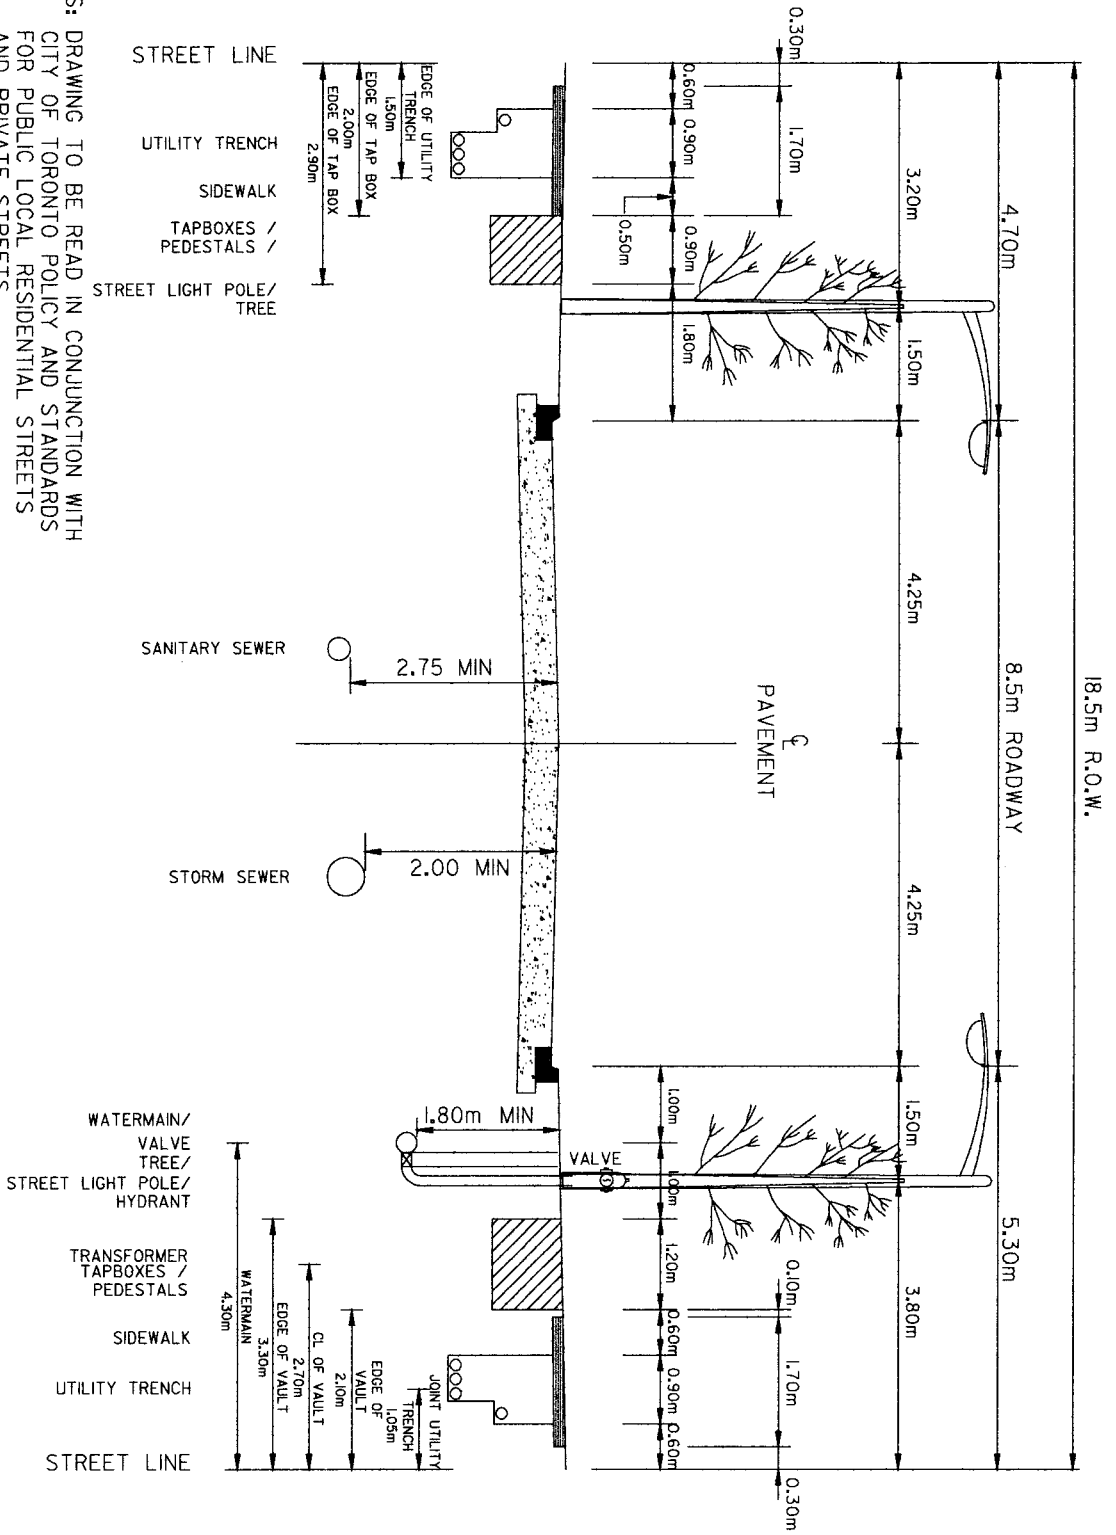 18.5m R.O.W.
4.70m
8.5m ROADWAY
5.30m
3.20m
1.50m
4.25m
4.25m
1.50m
3.80m
0.30m
1.70m
PAVEMENT
0.10m
1.70m
0.30m
0.60m
0.90m
0.50m
0.90m
1.80m
1.00m
1.00m
1.20m
0.60m
0.90m
0.60m
VALVE
2.75 MIN
2.00 MIN
1.80m MIN
STREET LINE
UTILITY TRENCH
SIDEWALK
TAPBOXES /
PEDESTALS /
STREET LIGHT POLE/
TREE
EDGE OF UTILITY
TRENCH
1.50m
EDGE OF TAP BOX
2.00m
EDGE OF TAP BOX
2.90m
SANITARY SEWER
STORM SEWER
WATERMAIN/
VALVE
TREE/
STREET LIGHT POLE/
HYDRANT
TRANSFORMER
TAPBOXES /
PEDESTALS
SIDEWALK
UTILITY TRENCH
STREET LINE
JOINT UTILITY
TRENCH
1.05m
EDGE OF
VAULT
2.10m
CL OF VAULT
2.70m
EDGE OF VAULT
3.30m
WATERMAIN
4.30m
S: DRAWING TO BE READ IN CONJUNCTION WITH
CITY OF TORONTO POLICY AND STANDARDS
FOR PUBLIC LOCAL RESIDENTIAL STREETS
AND PRIVATE STREETS